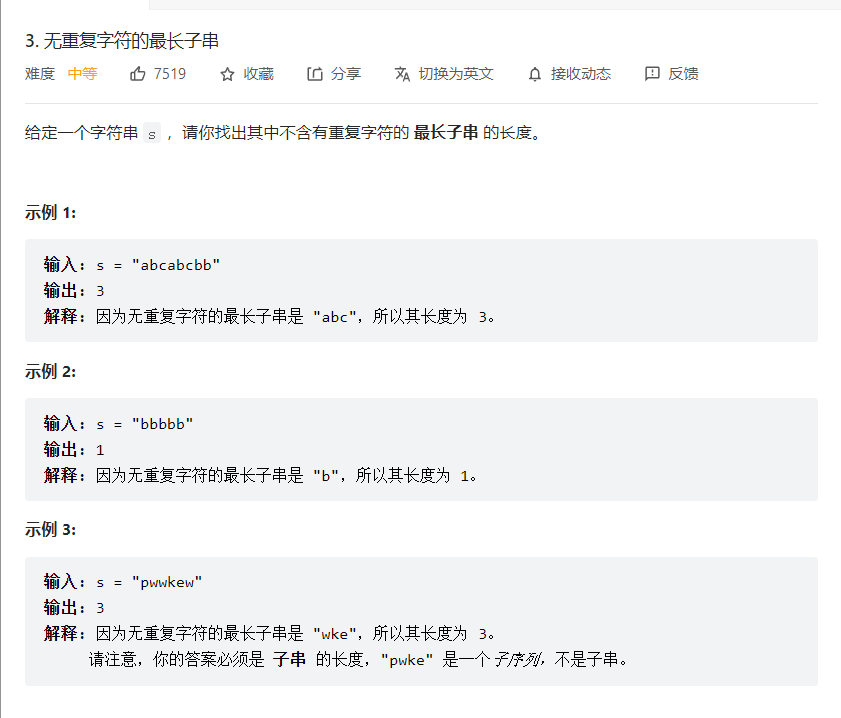 3. 无重复字符的最长子串
难度 中等 7519 收藏 分享 切换为英文 接收动态 反馈
给定一个字符串 s ，请你找出其中不含有重复字符的 最长子串 的长度。
示例 1:
输入: s = "abcabcbb"
输出: 3
解释: 因为无重复字符的最长子串是 "abc"，所以其长度为 3。
示例 2:
输入: s = "bbbbb"
输出: 1
解释: 因为无重复字符的最长子串是 "b"，所以其长度为 1。
示例 3:
输入: s = "pwwkew"
输出: 3
解释: 因为无重复字符的最长子串是 "wke"，所以其长度为 3。
请注意，你的答案必须是 子串 的长度，"pwke" 是一个子序列，不是子串。